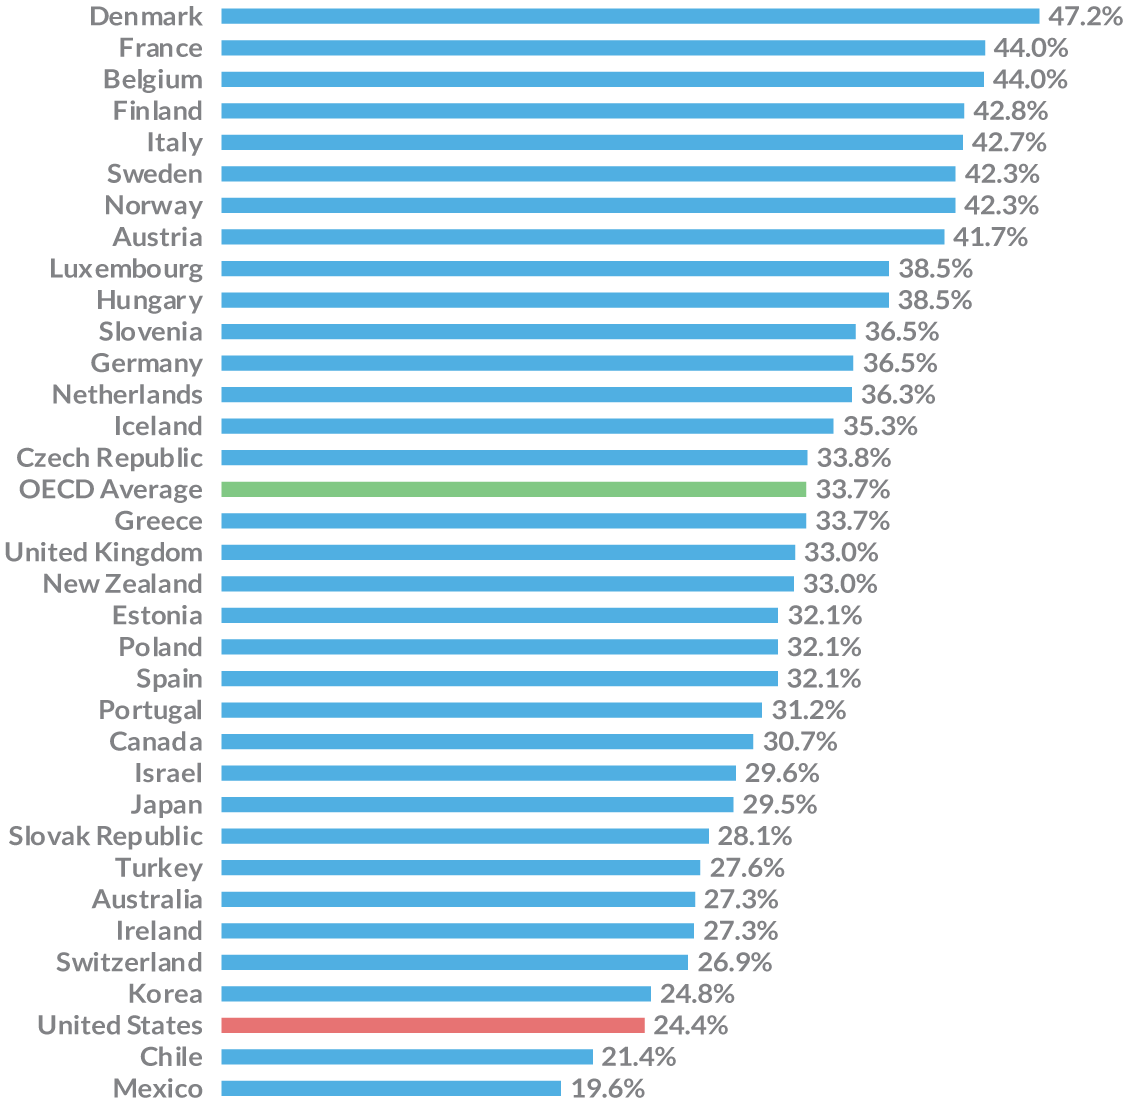 Denmark 47.2%
France 44.0%
Belgium 44.0%
Finland 42.8%
Italy 42.7%
Sweden 42.3%
Norway 42.3%
Austria 41.7%
Luxembourg 38.5%
Hungary 38.5%
Slovenia 36.5%
Germany 36.5%
Netherlands 36.3%
Iceland 35.3%
Czech Republic 33.8%
OECD Average 33.7%
Greece 33.7%
United Kingdom 33.0%
New Zealand 33.0%
Estonia 32.1%
Poland 32.1%
Spain 32.1%
Portugal 31.2%
Canada 30.7%
Israel 29.6%
Japan 29.5%
Slovak Republic 28.1%
Turkey 27.6%
Australia 27.3%
Ireland 27.3%
Switzerland 26.9%
Korea 24.8%
United States 24.4%
Chile 21.4%
Mexico 19.6%